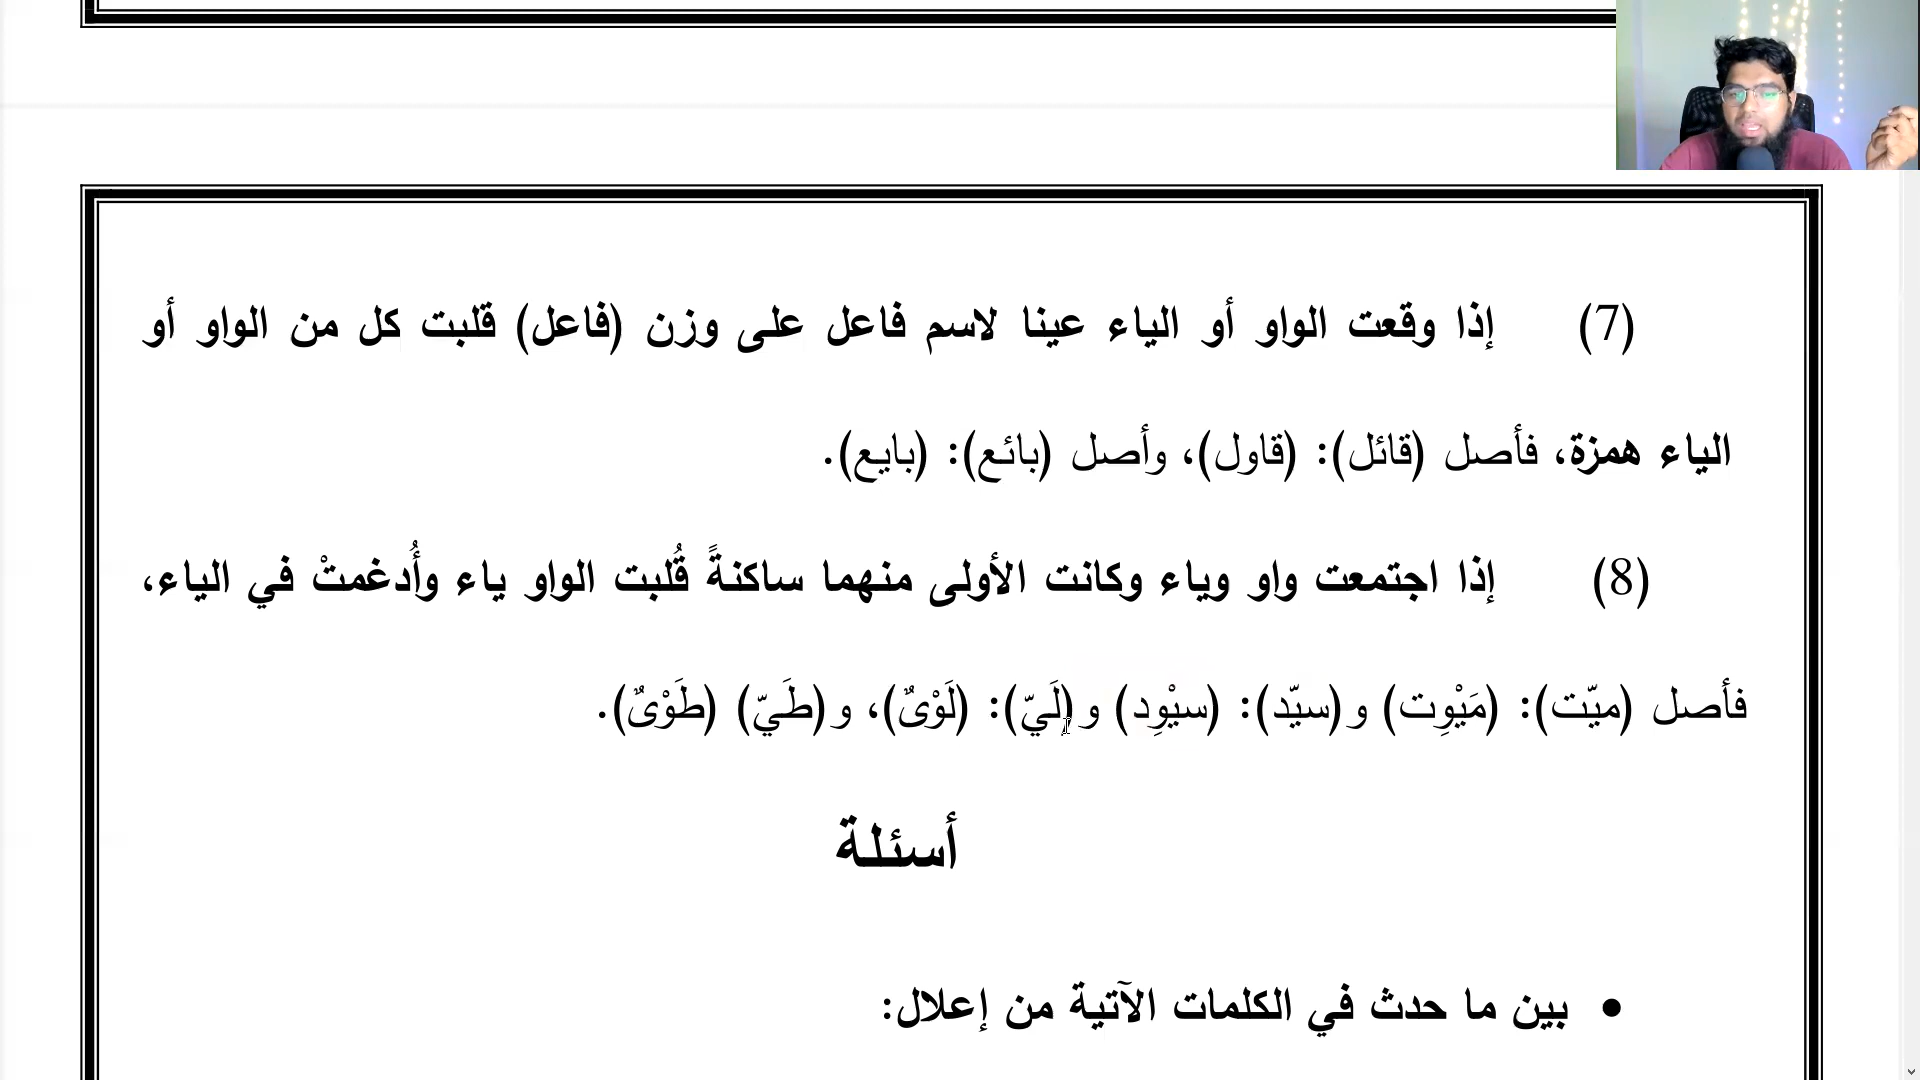 (7) إذا وقعت الواو أو الياء عينا لاسم فاعل على وزن (فاعل) قلبت كل من الواو أو
الياء همزة، فأصل (قائل): (قاول)، وأصل (بائع): (بايع).
(8) إذا اجتمعت واو وياء وكانت الأولى منهما ساكنةً قُلبت الواو ياء وأُدغمتْ في الياء،
فأصل (ميّت): (مَيْوِت) و(سيّد): (سيْوِد) و(لَيّ): (لَوْىٌ)، و(طَيّ) (طَوْىٌ).
أسئلة
• بين ما حدث في الكلمات الآتية من إعلال: